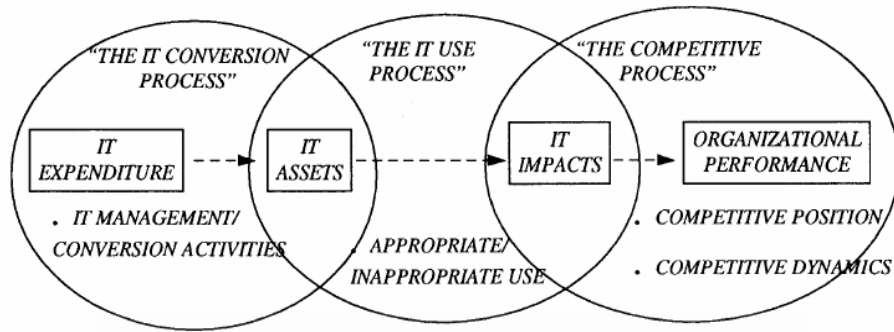 “THE IT CONVERSION
PROCESS”
“THE IT USE
PROCESS”
“THE COMPETITIVE
PROCESS”
IT
EXPENDITURE
IT
ASSETS
IT
IMPACTS
ORGANIZATIONAL
PERFORMANCE
. IT MANAGEMENT/
CONVERSION ACTIVITIES
. APPROPRIATE/
INAPPROPRIATE USE
. COMPETITIVE POSITION
. COMPETITIVE DYNAMICS